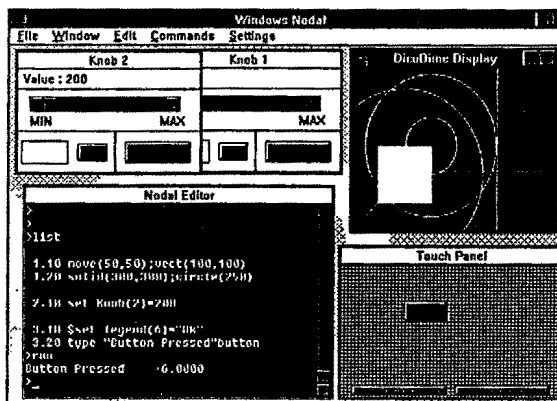 Windows Nodal
File Window Edit Commands Settings
Knob 2
Value : 200
MIN MAX
Knob 1
MAX
DicoDime Display
Nodal Editor
>
>
>list
1.10 move(50,50);vect(100,100)
1.20 solid(300,300);circle(250)
2.10 set Knob(2)=200
3.10 $set legend(6)="Ok"
3.20 type "Button Pressed"button
>run
Button Pressed -6.0000
>_
Touch Panel